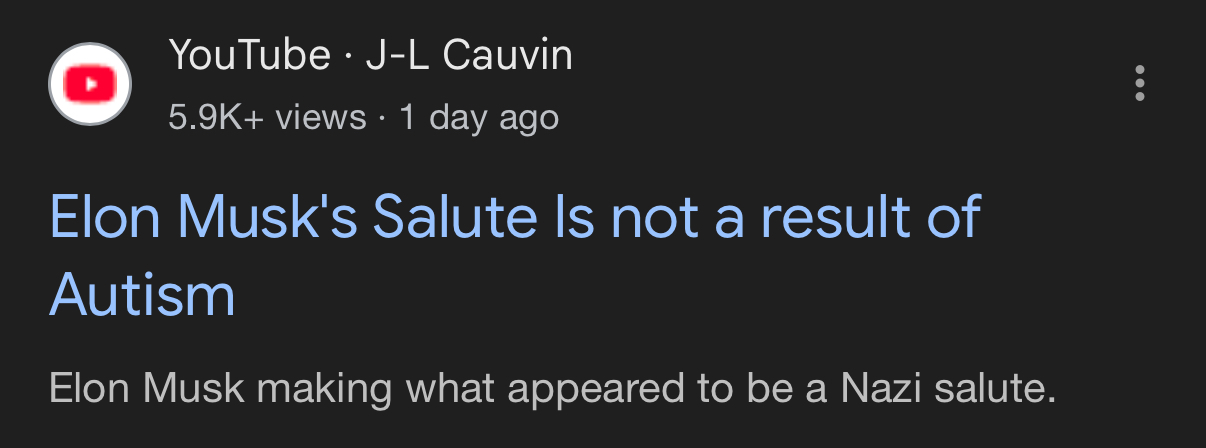 YouTube · J-L Cauvin
5.9K+ views · 1 day ago
Elon Musk's Salute Is not a result of
Autism
Elon Musk making what appeared to be a Nazi salute.